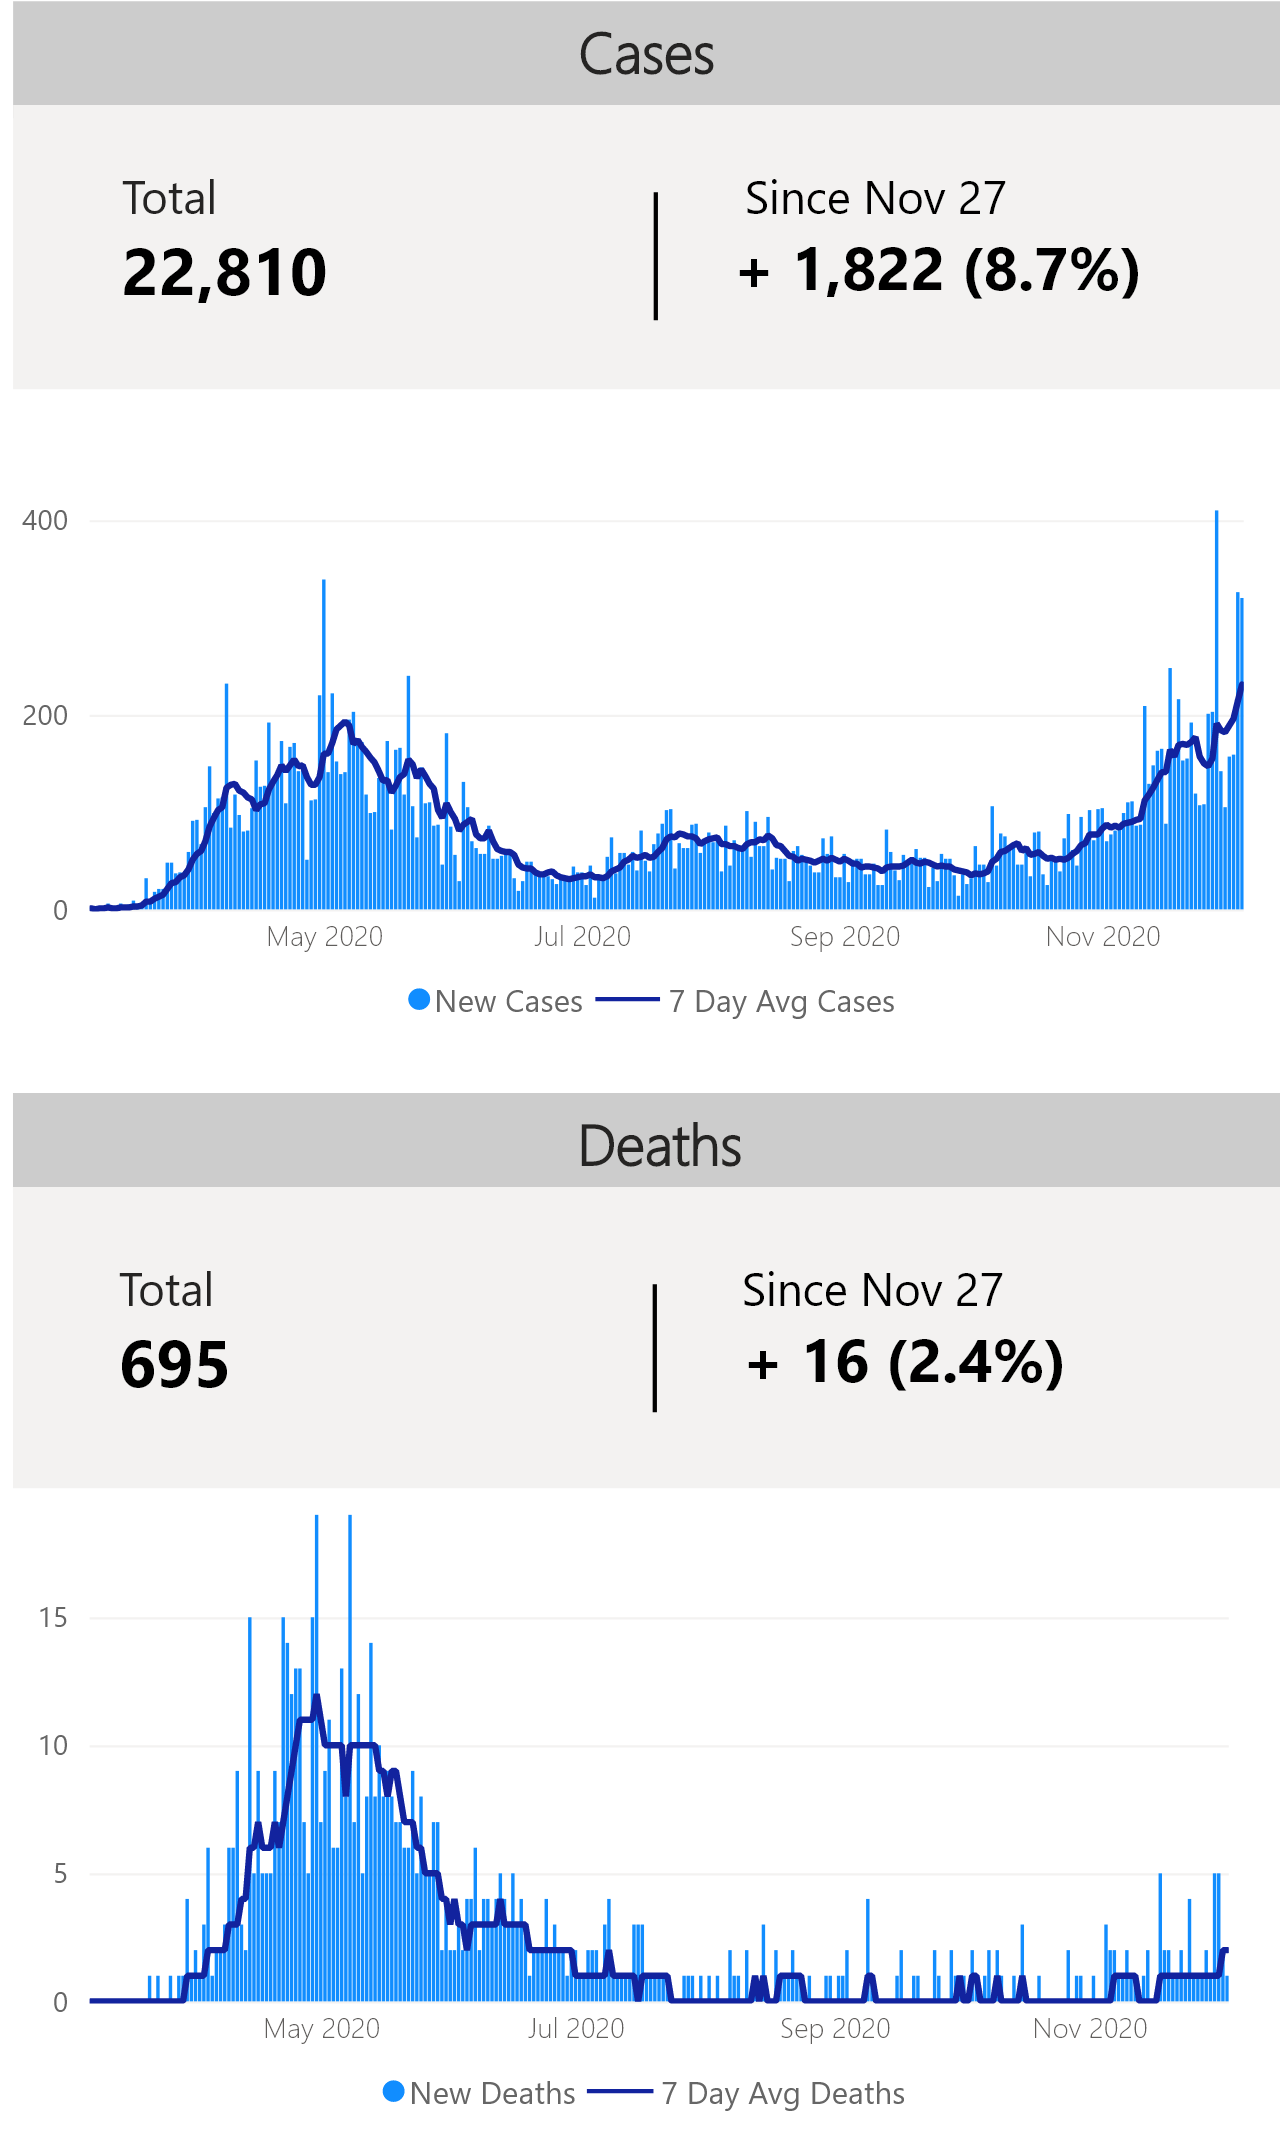 Cases
Total
Since Nov 27
22,810
+ 1,822 (8.7%)
400
200
0
May 2020
Jul 2020
Sep 2020
Nov 2020
New Cases
7 Day Avg Cases
Deaths
Total
Since Nov 27
695
+ 16 (2.4%)
15
10
5
0
May 2020
Jul 2020
Sep 2020
Nov 2020
New Deaths
7 Day Avg Deaths